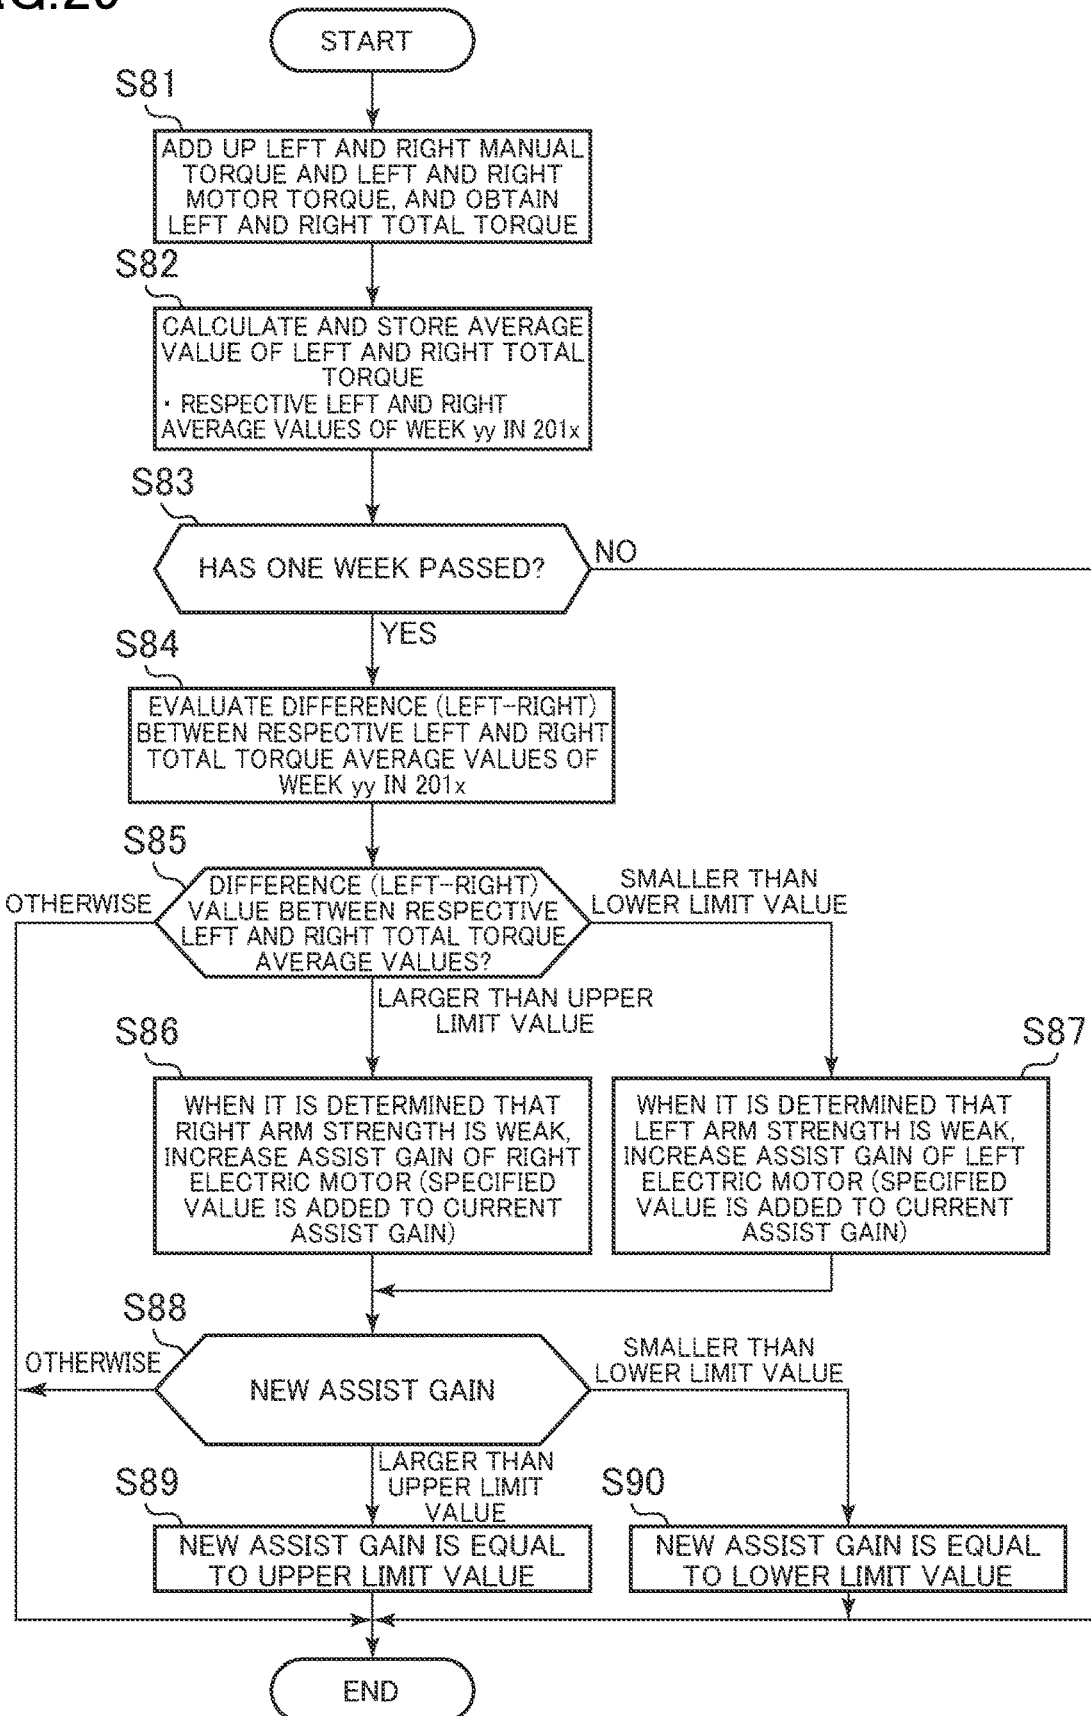 START
S81
ADD UP LEFT AND RIGHT MANUAL
TORQUE AND LEFT AND RIGHT
MOTOR TORQUE, AND OBTAIN
LEFT AND RIGHT TOTAL TORQUE
S82
CALCULATE AND STORE AVERAGE
VALUE OF LEFT AND RIGHT TOTAL
TORQUE
・ RESPECTIVE LEFT AND RIGHT
AVERAGE VALUES OF WEEK yy IN 201x
S83
HAS ONE WEEK PASSED?
NO
YES
S84
EVALUATE DIFFERENCE (LEFT-RIGHT)
BETWEEN RESPECTIVE LEFT AND RIGHT
TOTAL TORQUE AVERAGE VALUES OF
WEEK yy IN 201x
S85
OTHERWISE
DIFFERENCE (LEFT-RIGHT)
VALUE BETWEEN RESPECTIVE
LEFT AND RIGHT TOTAL TORQUE
AVERAGE VALUES?
SMALLER THAN
LOWER LIMIT VALUE
LARGER THAN UPPER
LIMIT VALUE
S86
WHEN IT IS DETERMINED THAT
RIGHT ARM STRENGTH IS WEAK,
INCREASE ASSIST GAIN OF RIGHT
ELECTRIC MOTOR (SPECIFIED
VALUE IS ADDED TO CURRENT
ASSIST GAIN)
S87
WHEN IT IS DETERMINED THAT
LEFT ARM STRENGTH IS WEAK,
INCREASE ASSIST GAIN OF LEFT
ELECTRIC MOTOR (SPECIFIED
VALUE IS ADDED TO CURRENT
ASSIST GAIN)
S88
OTHERWISE
NEW ASSIST GAIN
SMALLER THAN
LOWER LIMIT VALUE
LARGER THAN
UPPER LIMIT
VALUE
S89
NEW ASSIST GAIN IS EQUAL
TO UPPER LIMIT VALUE
S90
NEW ASSIST GAIN IS EQUAL
TO LOWER LIMIT VALUE
END